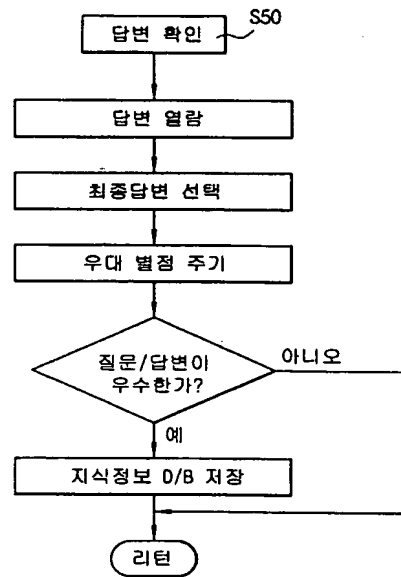 답변 확인
S50
답변 열람
최종답변 선택
우대 별점 주기
질문/답변이
우수한가?
아니오
예
지식정보 D/B 저장
리턴